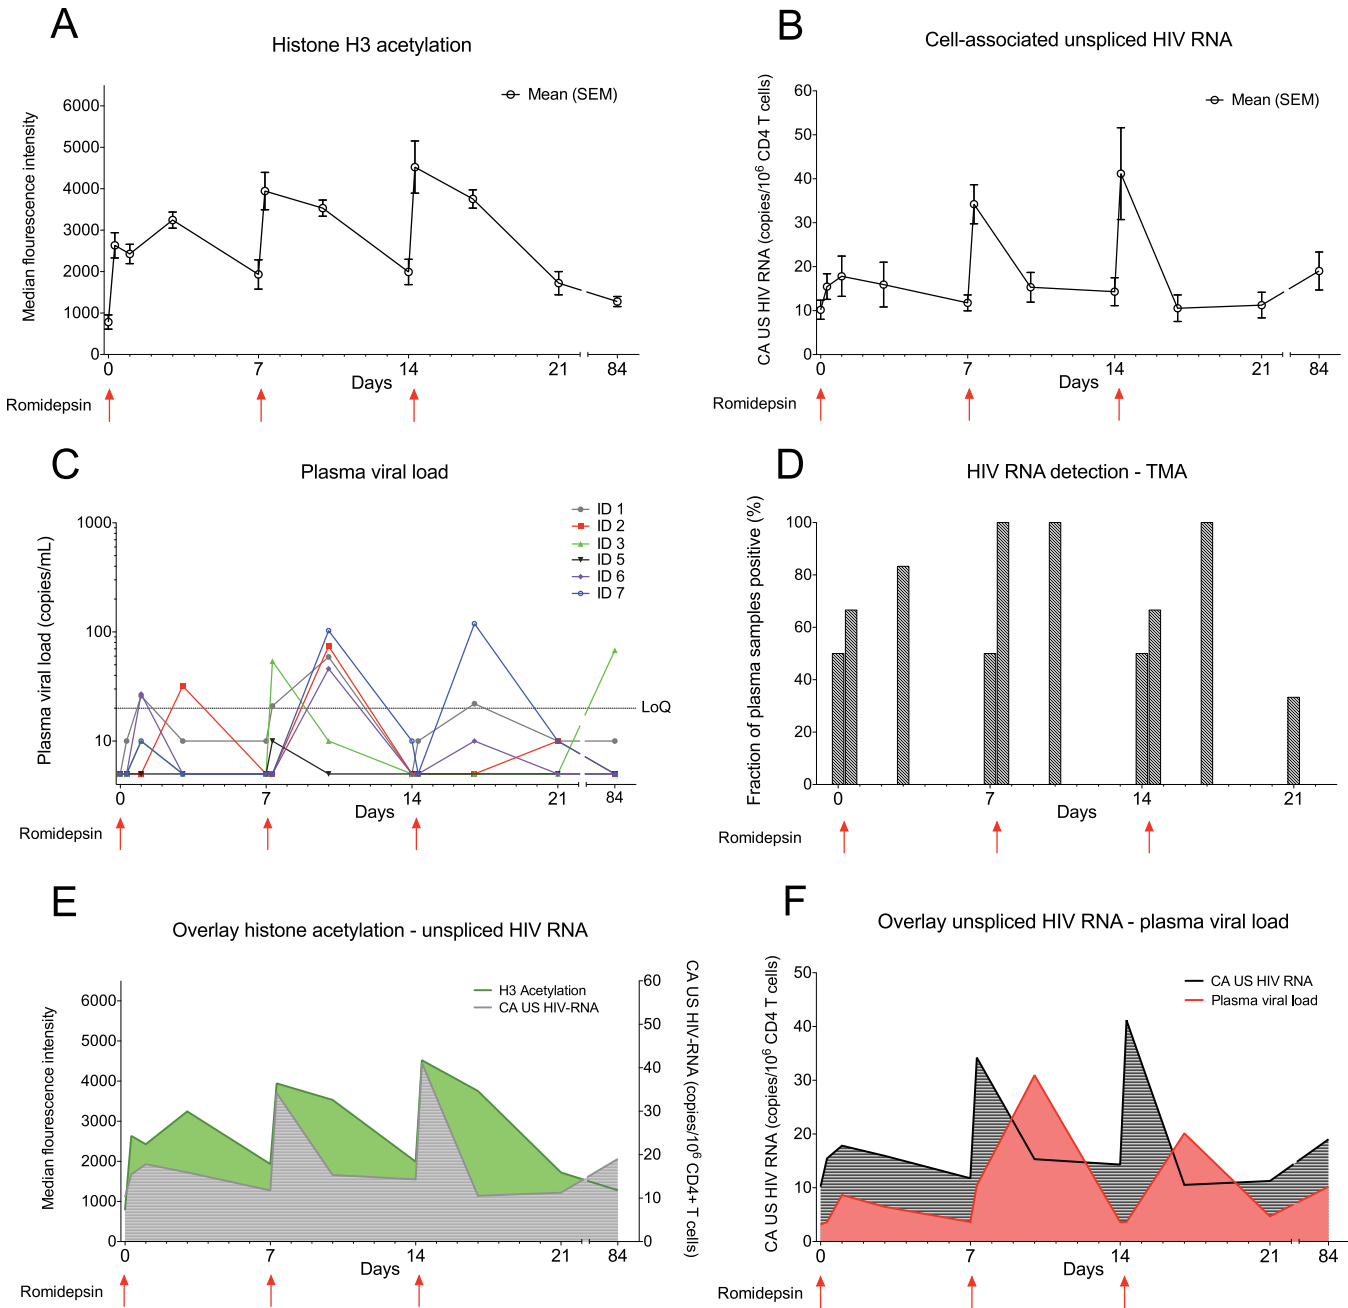 A
Histone H3 acetylation
Mean (SEM)
Median flourescence intensity
6000
5000
4000
3000
2000
1000
0
0 7 14 21 84
Days
Romidepsin
B
Cell-associated unspliced HIV RNA
Mean (SEM)
CA US HIV RNA (copies/10⁶ CD4 T cells)
60
50
40
30
20
10
0
0 7 14 21 84
Days
Romidepsin
C
Plasma viral load
ID 1
ID 2
ID 3
ID 5
ID 6
ID 7
Plasma viral load (copies/mL)
1000
100
10
LoQ
0 7 14 21 84
Days
Romidepsin
D
HIV RNA detection - TMA
Fraction of plasma samples positive (%)
100
80
60
40
20
0
0 7 14 21
Days
Romidepsin
E
Overlay histone acetylation - unspliced HIV RNA
H3 Acetylation
CA US HIV-RNA
Median flourescence intensity
6000
5000
4000
3000
2000
1000
0
CA US HIV-RNA (copies/10⁶ CD4+ T cells)
60
50
40
30
20
10
0
0 7 14 21 84
Days
Romidepsin
F
Overlay unspliced HIV RNA - plasma viral load
CA US HIV RNA
Plasma viral load
CA US HIV RNA (copies/10⁶ CD4 T cells)
50
40
30
20
10
0
0 7 14 21 84
Days
Romidepsin